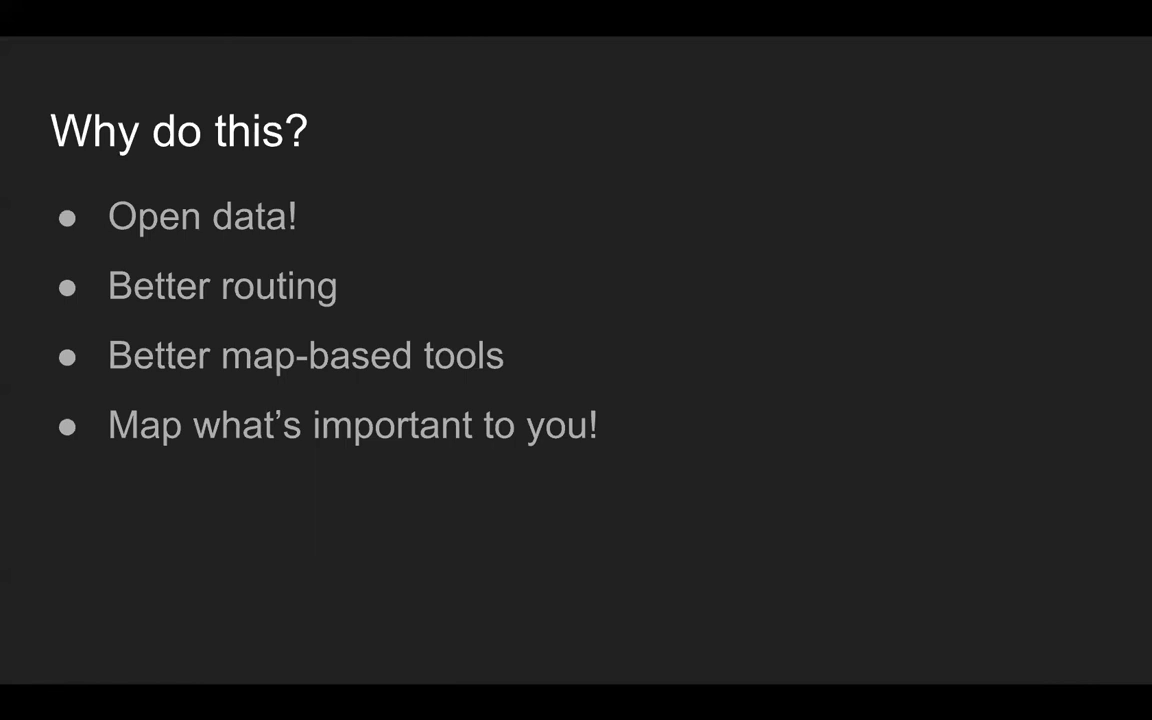 Why do this?
● Open data!
● Better routing
● Better map-based tools
● Map what’s important to you!